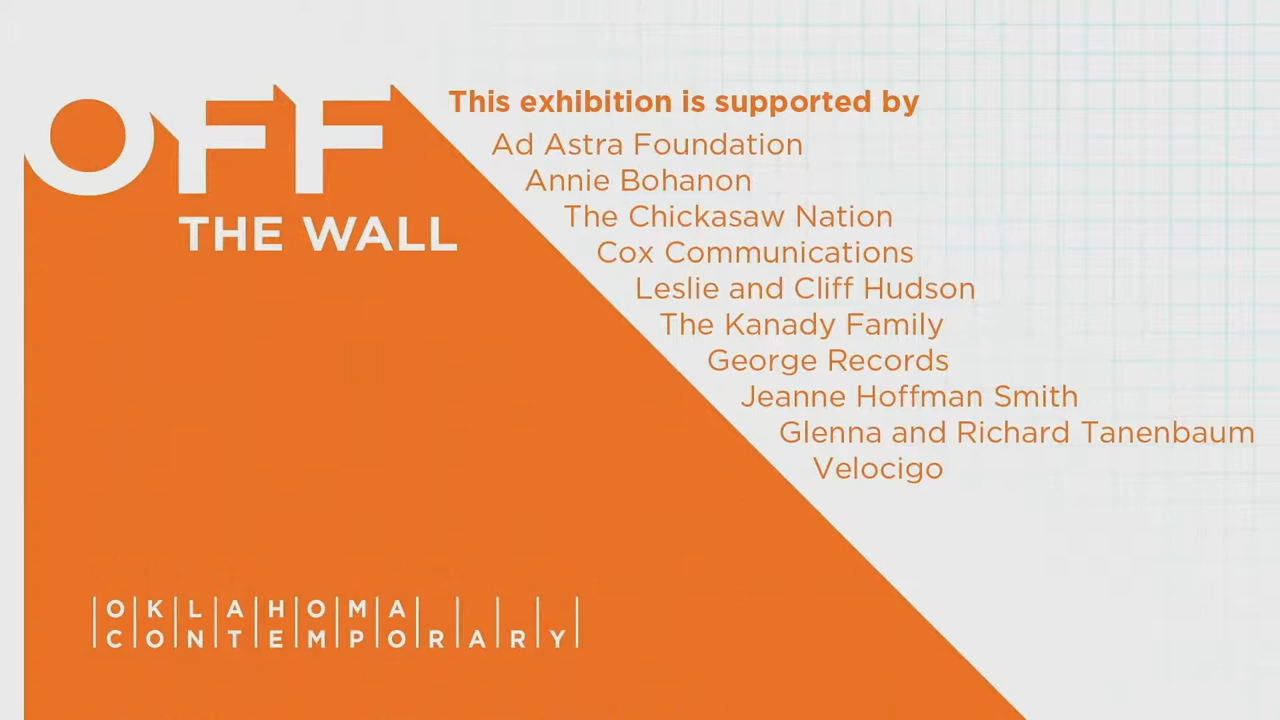 OFF
THE WALL
This exhibition is supported by
Ad Astra Foundation
Annie Bohanon
The Chickasaw Nation
Cox Communications
Leslie and Cliff Hudson
The Kanady Family
George Records
Jeanne Hoffman Smith
Glenna and Richard Tanenbaum
Velocigo
OKLAHOMA
CONTEMPORARY